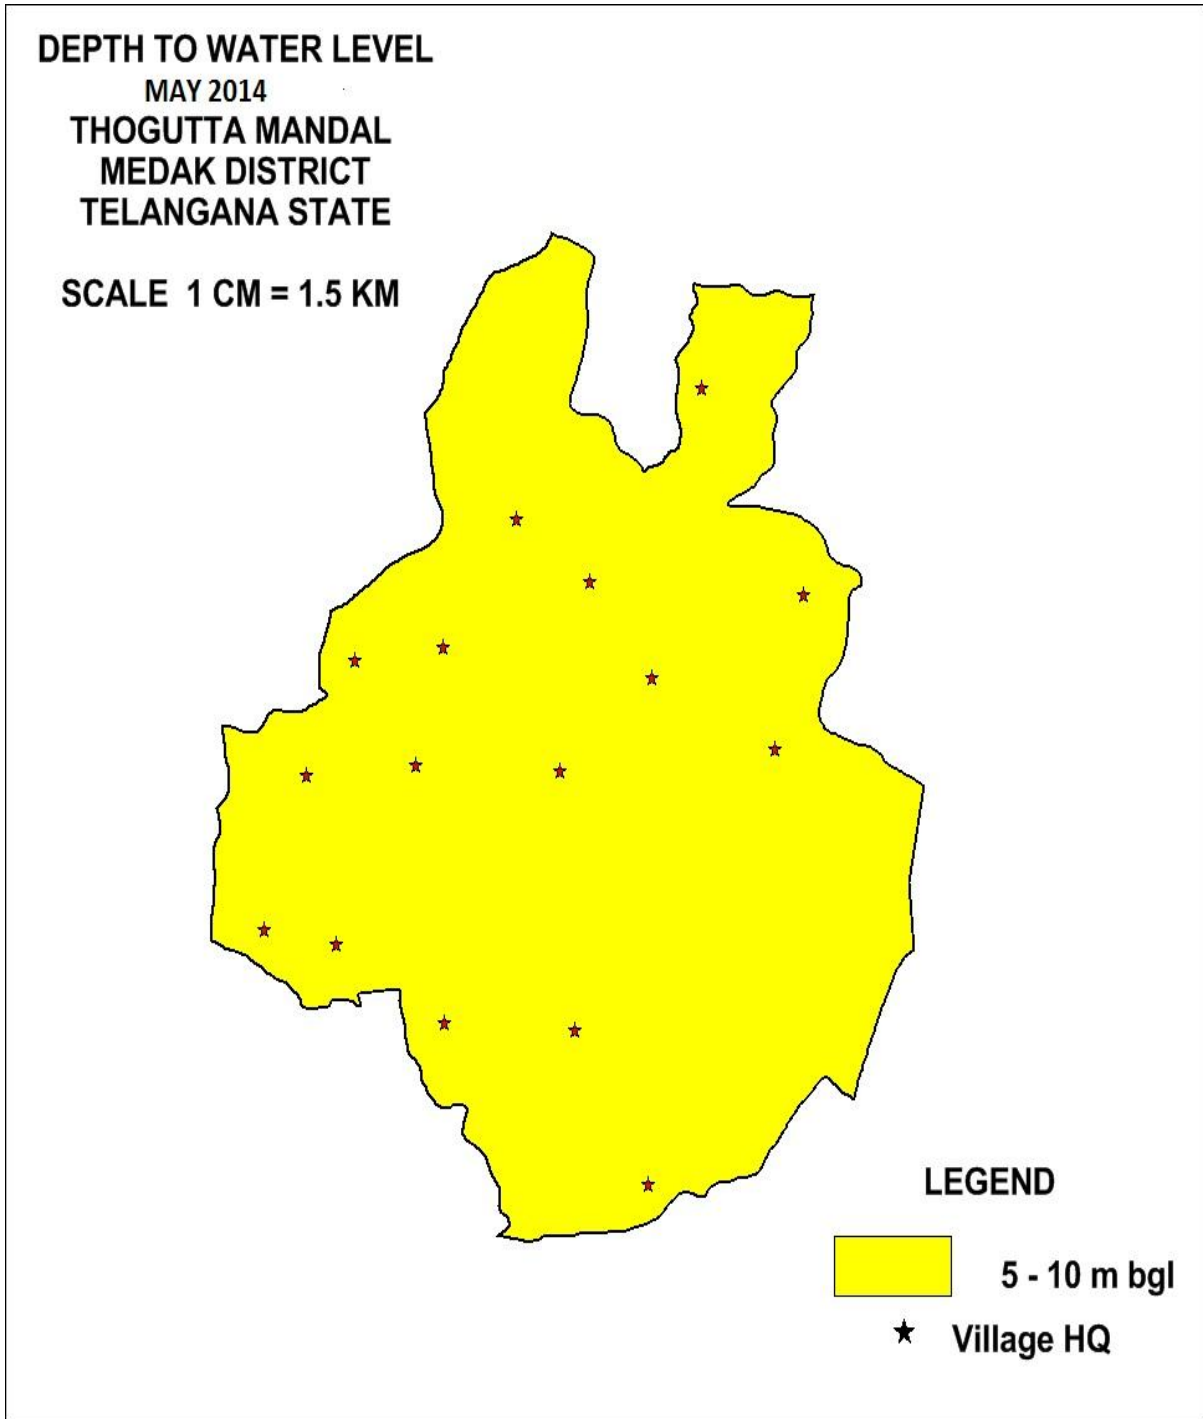 DEPTH TO WATER LEVEL
MAY 2014
THOGUTTA MANDAL
MEDAK DISTRICT
TELANGANA STATE
SCALE 1 CM = 1.5 KM
LEGEND
5 - 10 m bgl
Village HQ